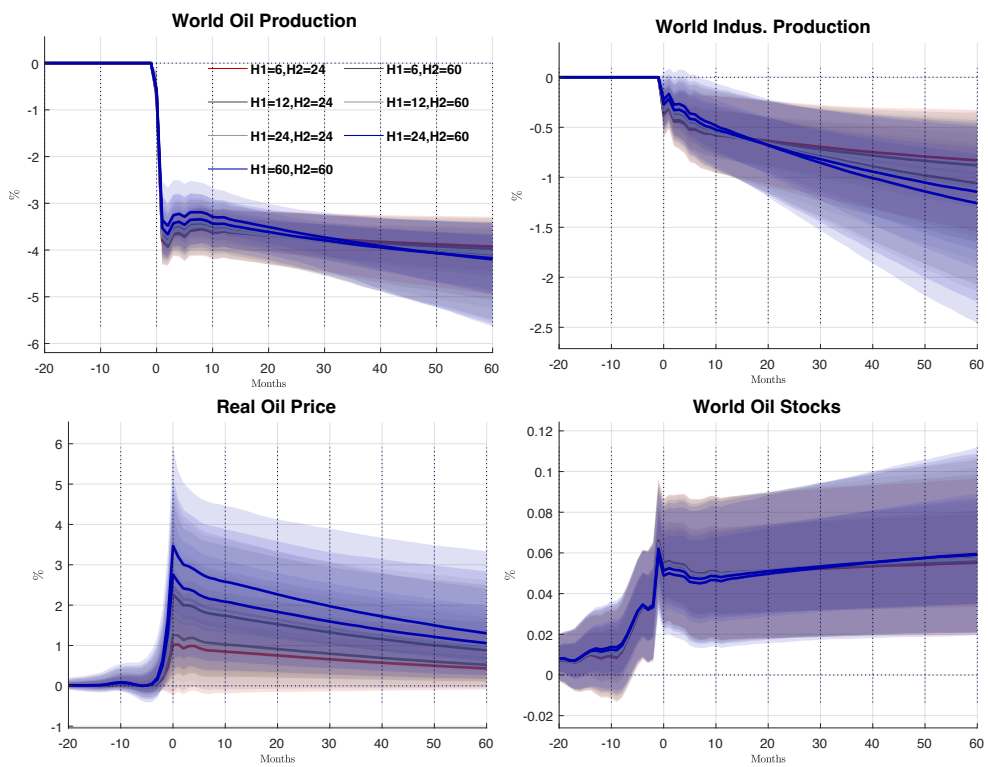 World Oil Production
0
-1
-2
-3
-4
-5
-6
%
H1=6,H2=24
H1=6,H2=60
H1=12,H2=24
H1=12,H2=60
H1=24,H2=24
H1=24,H2=60
H1=60,H2=60
-20 -10 0 10 20 30 40 50 60
Months
World Indus. Production
0
-0.5
-1
-1.5
-2
-2.5
%
-20 -10 0 10 20 30 40 50 60
Months
Real Oil Price
6
5
4
3
2
1
0
-1
%
-20 -10 0 10 20 30 40 50 60
Months
World Oil Stocks
0.12
0.1
0.08
0.06
0.04
0.02
0
-0.02
%
-20 -10 0 10 20 30 40 50 60
Months